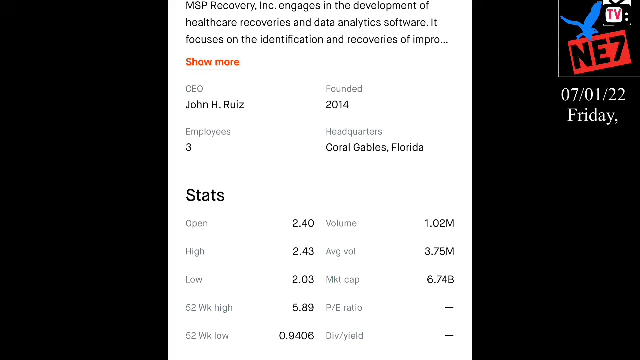 MSP Recovery, Inc. engages in the development of
healthcare recoveries and data analytics software. It
focuses on the identification and recoveries of impro...
Show more
CEO
Founded
John H. Ruiz
2014
Employees
Headquarters
3
Coral Gables, Florida
Stats
Open 2.40 Volume 1.02M
High 2.43 Avg vol 3.75M
Low 2.03 Mkt cap 6.74B
52 Wk high 5.89 P/E ratio —
52 Wk low 0.9406 Div/yield —
TV
NE7
07/01/22
Friday,